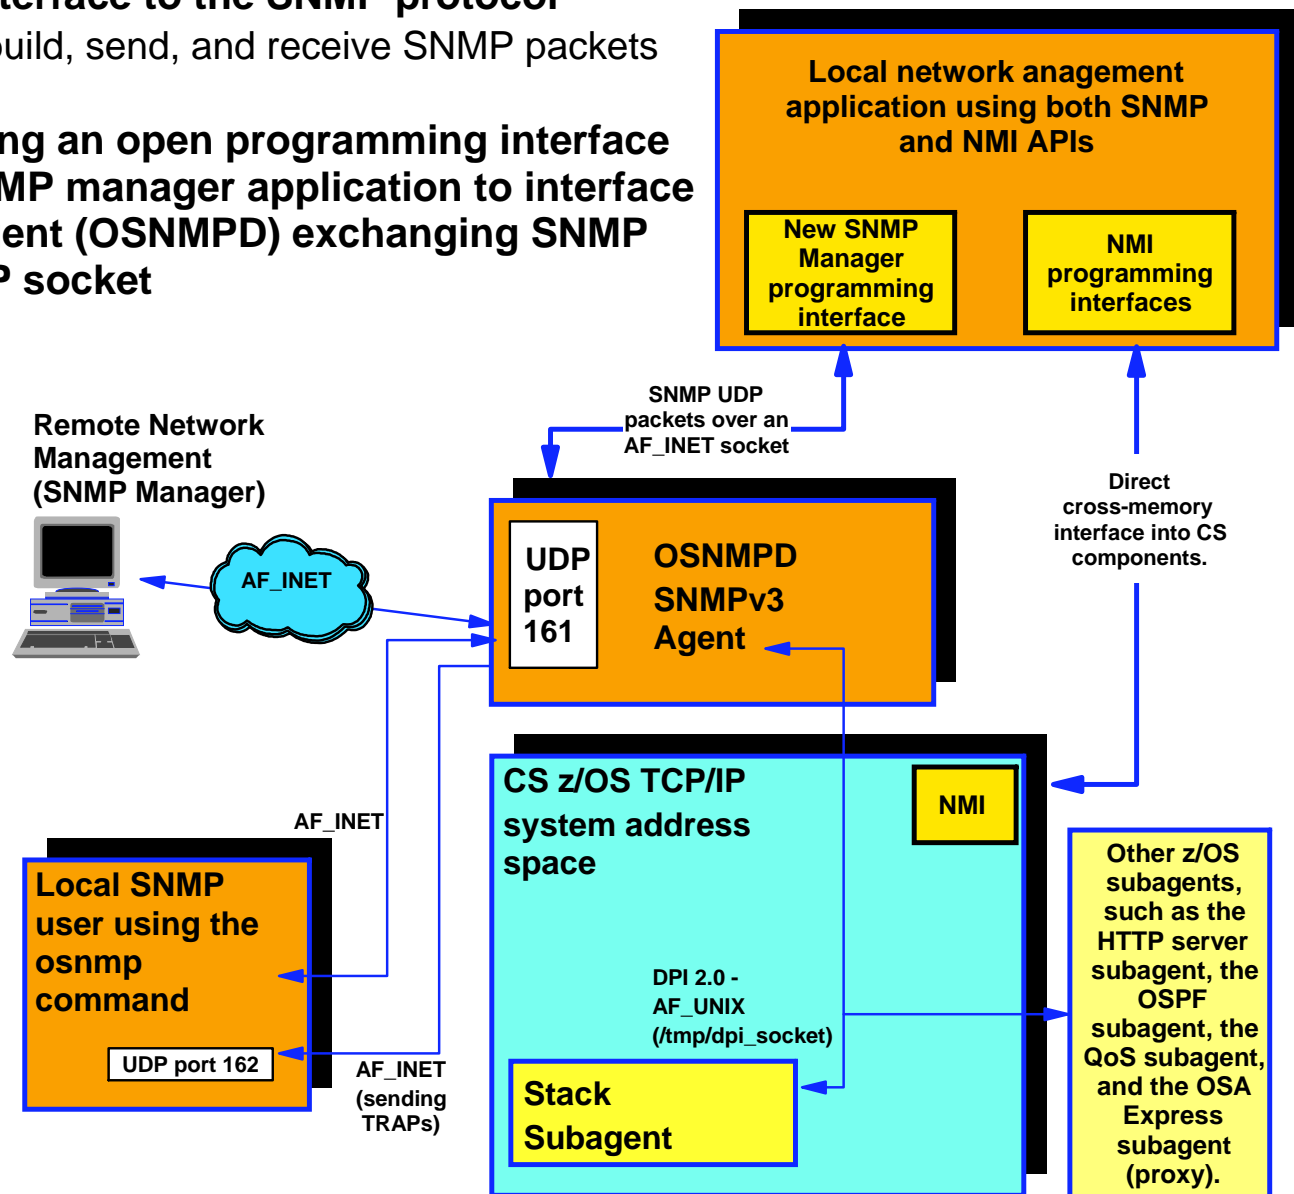 terface to the SNMP protocol
uild, send, and receive SNMP packets
ng an open programming interface
MP manager application to interface
ent (OSNMPD) exchanging SNMP
P socket
Local network anagement
application using both SNMP
and NMI APIs
New SNMP
Manager
programming
interface
NMI
programming
interfaces
SNMP UDP
packets over an
AF_INET socket
Remote Network
Management
(SNMP Manager)
Direct
cross-memory
interface into CS
components.
AF_INET
UDP
port
161
OSNMPD
SNMPv3
Agent
CS z/OS TCP/IP
system address
space
NMI
AF_INET
Local SNMP
user using the
osnmp
command
UDP port 162
AF_INET
(sending
TRAPs)
DPI 2.0 -
AF_UNIX
(/tmp/dpi_socket)
Stack
Subagent
Other z/OS
subagents,
such as the
HTTP server
subagent, the
OSPF
subagent, the
QoS subagent,
and the OSA
Express
subagent
(proxy).